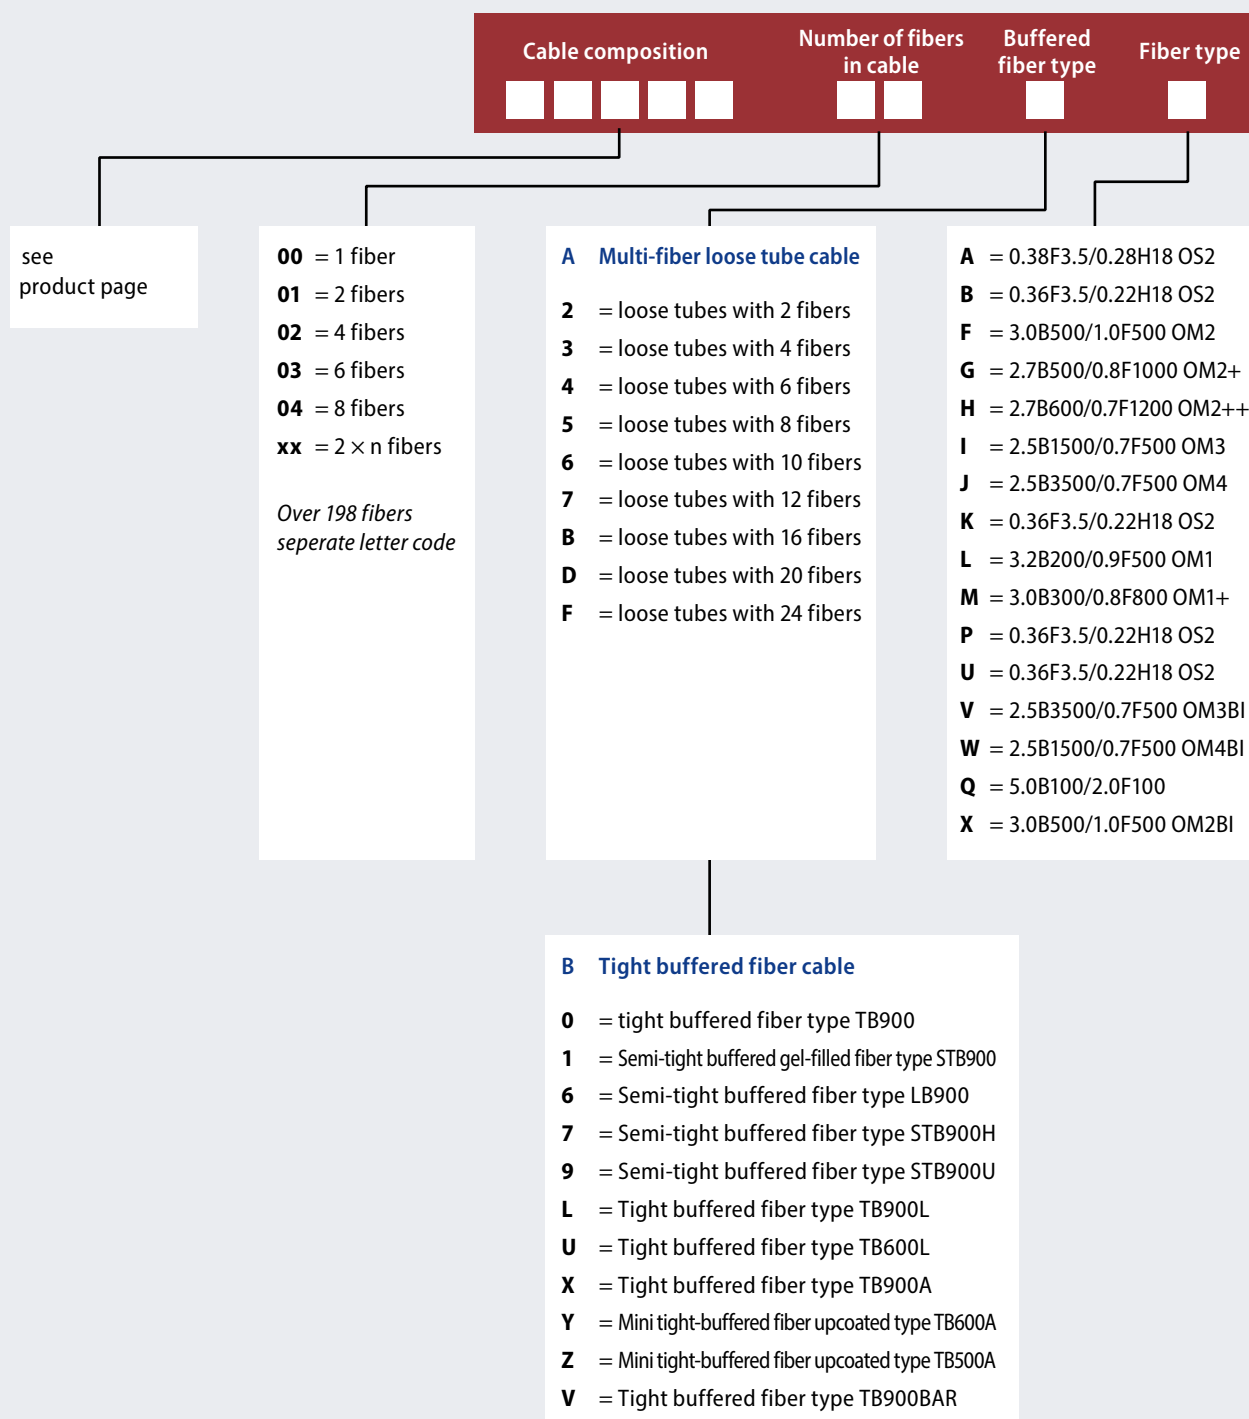 Cable composition
Number of fibers
in cable
Buffered
fiber type
Fiber type
see
product page
00 = 1 fiber
01 = 2 fibers
02 = 4 fibers
03 = 6 fibers
04 = 8 fibers
xx = 2 × n fibers
Over 198 fibers
seperate letter code
A Multi-fiber loose tube cable
2 = loose tubes with 2 fibers
3 = loose tubes with 4 fibers
4 = loose tubes with 6 fibers
5 = loose tubes with 8 fibers
6 = loose tubes with 10 fibers
7 = loose tubes with 12 fibers
B = loose tubes with 16 fibers
D = loose tubes with 20 fibers
F = loose tubes with 24 fibers
A = 0.38F3.5/0.28H18 OS2
B = 0.36F3.5/0.22H18 OS2
F = 3.0B500/1.0F500 OM2
G = 2.7B500/0.8F1000 OM2+
H = 2.7B600/0.7F1200 OM2++
I = 2.5B1500/0.7F500 OM3
J = 2.5B3500/0.7F500 OM4
K = 0.36F3.5/0.22H18 OS2
L = 3.2B200/0.9F500 OM1
M = 3.0B300/0.8F800 OM1+
P = 0.36F3.5/0.22H18 OS2
U = 0.36F3.5/0.22H18 OS2
V = 2.5B3500/0.7F500 OM3BI
W = 2.5B1500/0.7F500 OM4BI
Q = 5.0B100/2.0F100
X = 3.0B500/1.0F500 OM2BI
B Tight buffered fiber cable
0 = tight buffered fiber type TB900
1 = Semi-tight buffered gel-filled fiber type STB900
6 = Semi-tight buffered fiber type LB900
7 = Semi-tight buffered fiber type STB900H
9 = Semi-tight buffered fiber type STB900U
L = Tight buffered fiber type TB900L
U = Tight buffered fiber type TB600L
X = Tight buffered fiber type TB900A
Y = Mini tight-buffered fiber upcoated type TB600A
Z = Mini tight-buffered fiber upcoated type TB500A
V = Tight buffered fiber type TB900BAR